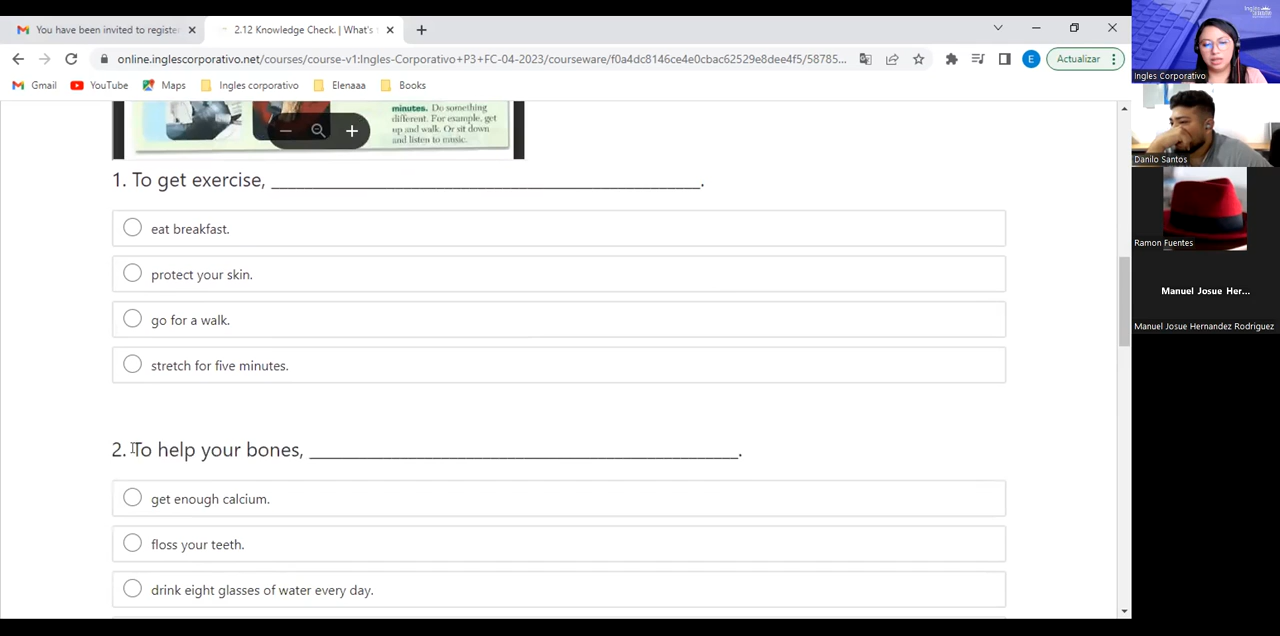 You have been invited to registe
2.12 Knowledge Check. | What's
online.inglescorporativo.net/courses/course-v1:Ingles-Corporativo+P3+FC-04-2023/courseware/f0a4dc8146ce4e0cbac62529e8dee4f5/58785...
E
Actualizar
Gmail
YouTube
Maps
Ingles corporativo
Elenaaa
Books
minutes. Do something
different. For example, get
up and walk. Or sit down
and listen to music.
1. To get exercise, ______________________________________.
eat breakfast.
protect your skin.
go for a walk.
stretch for five minutes.
2. To help your bones, ______________________________________.
get enough calcium.
floss your teeth.
drink eight glasses of water every day.
Ingles Corporativo
Danilo Santos
Ramon Fuentes
Manuel Josue Her...
Manuel Josue Hernandez Rodriguez